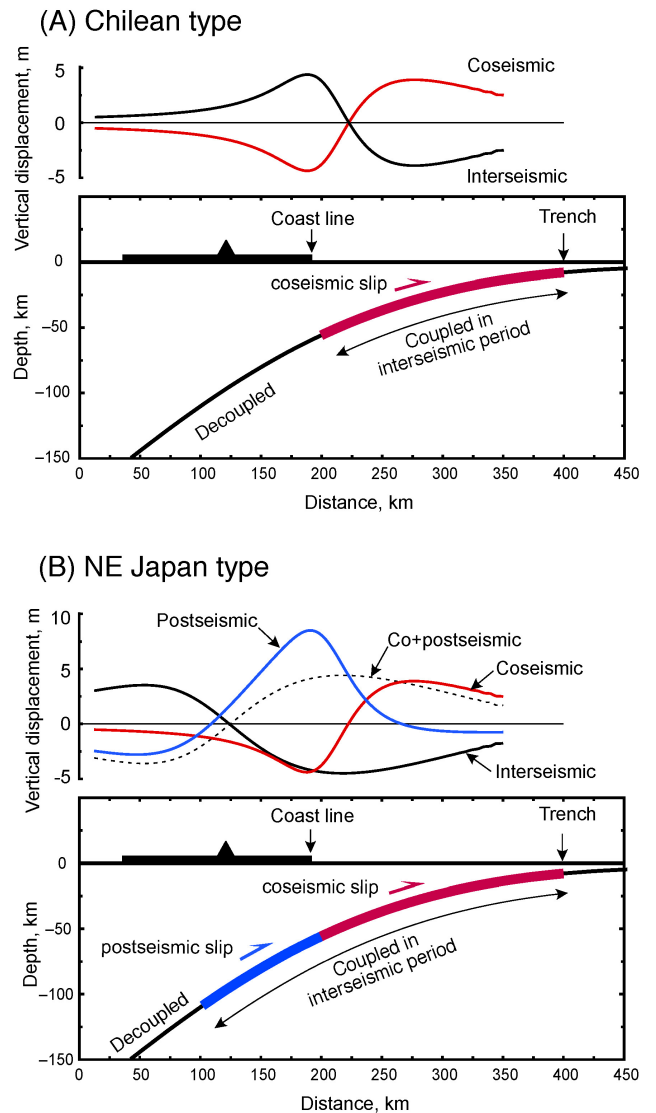 (A) Chilean type
Vertical displacement, m
5
0
-5
Coseismic
Interseismic
Depth, km
0
−50
−100
−150
Coast line
Trench
coseismic slip
Coupled in
interseismic period
Decoupled
0 50 100 150 200 250 300 350 400 450
Distance, km
(B) NE Japan type
Vertical displacement, m
10
5
0
-5
Postseismic
Co+postseismic
Coseismic
Interseismic
Depth, km
0
−50
−100
−150
Coast line
Trench
coseismic slip
postseismic slip
Coupled in
interseismic period
Decoupled
0 50 100 150 200 250 300 350 400 450
Distance, km